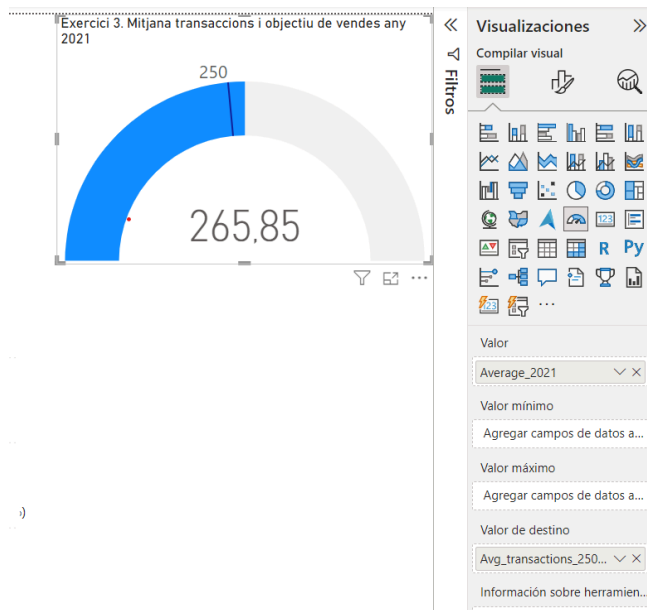 Exercici 3. Mitjana transaccions i objectiu de vendes any
2021
250
265,85
Filtros
Visualizaciones
Compilar visual
123
R
Py
123
Valor
Average_2021
Valor mínimo
Agregar campos de datos a...
Valor máximo
Agregar campos de datos a...
Valor de destino
Avg_transactions_250...
Información sobre herramien...